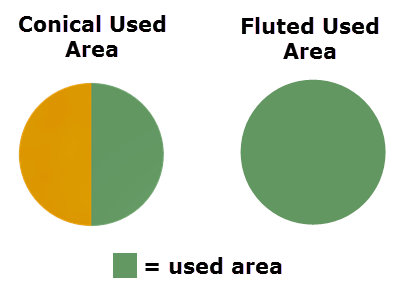 Conical Used
Area
Fluted Used
Area
= used area